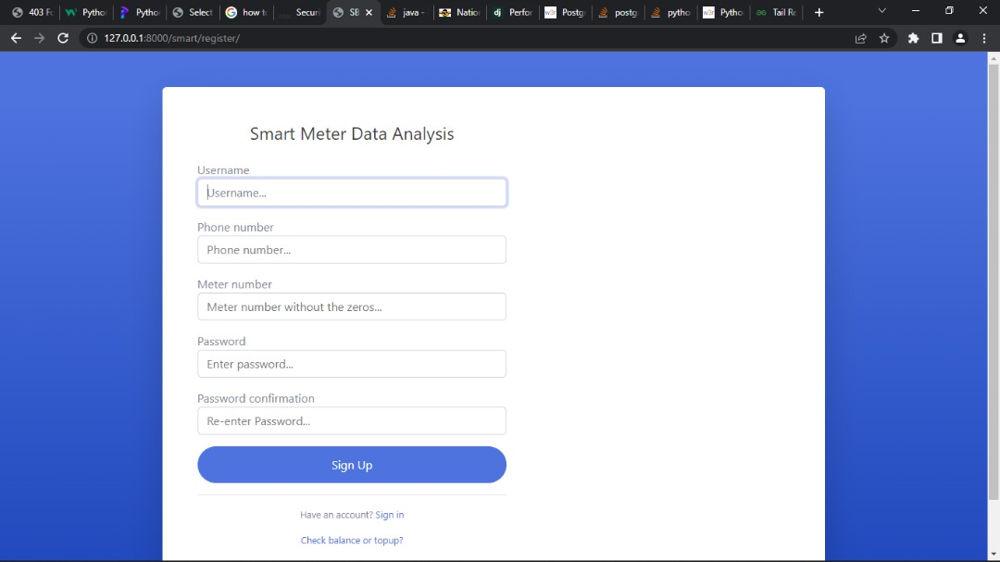 403 Fo Pytho Pytho Select how to Securi SB java - Natio Perfor Postg postg pytho Pytho Tail Re
127.0.0.1:8000/smart/register/
Smart Meter Data Analysis
Username
Username...
Phone number
Phone number...
Meter number
Meter number without the zeros...
Password
Enter password...
Password confirmation
Re-enter Password...
Sign Up
Have an account? Sign in
Check balance or topup?